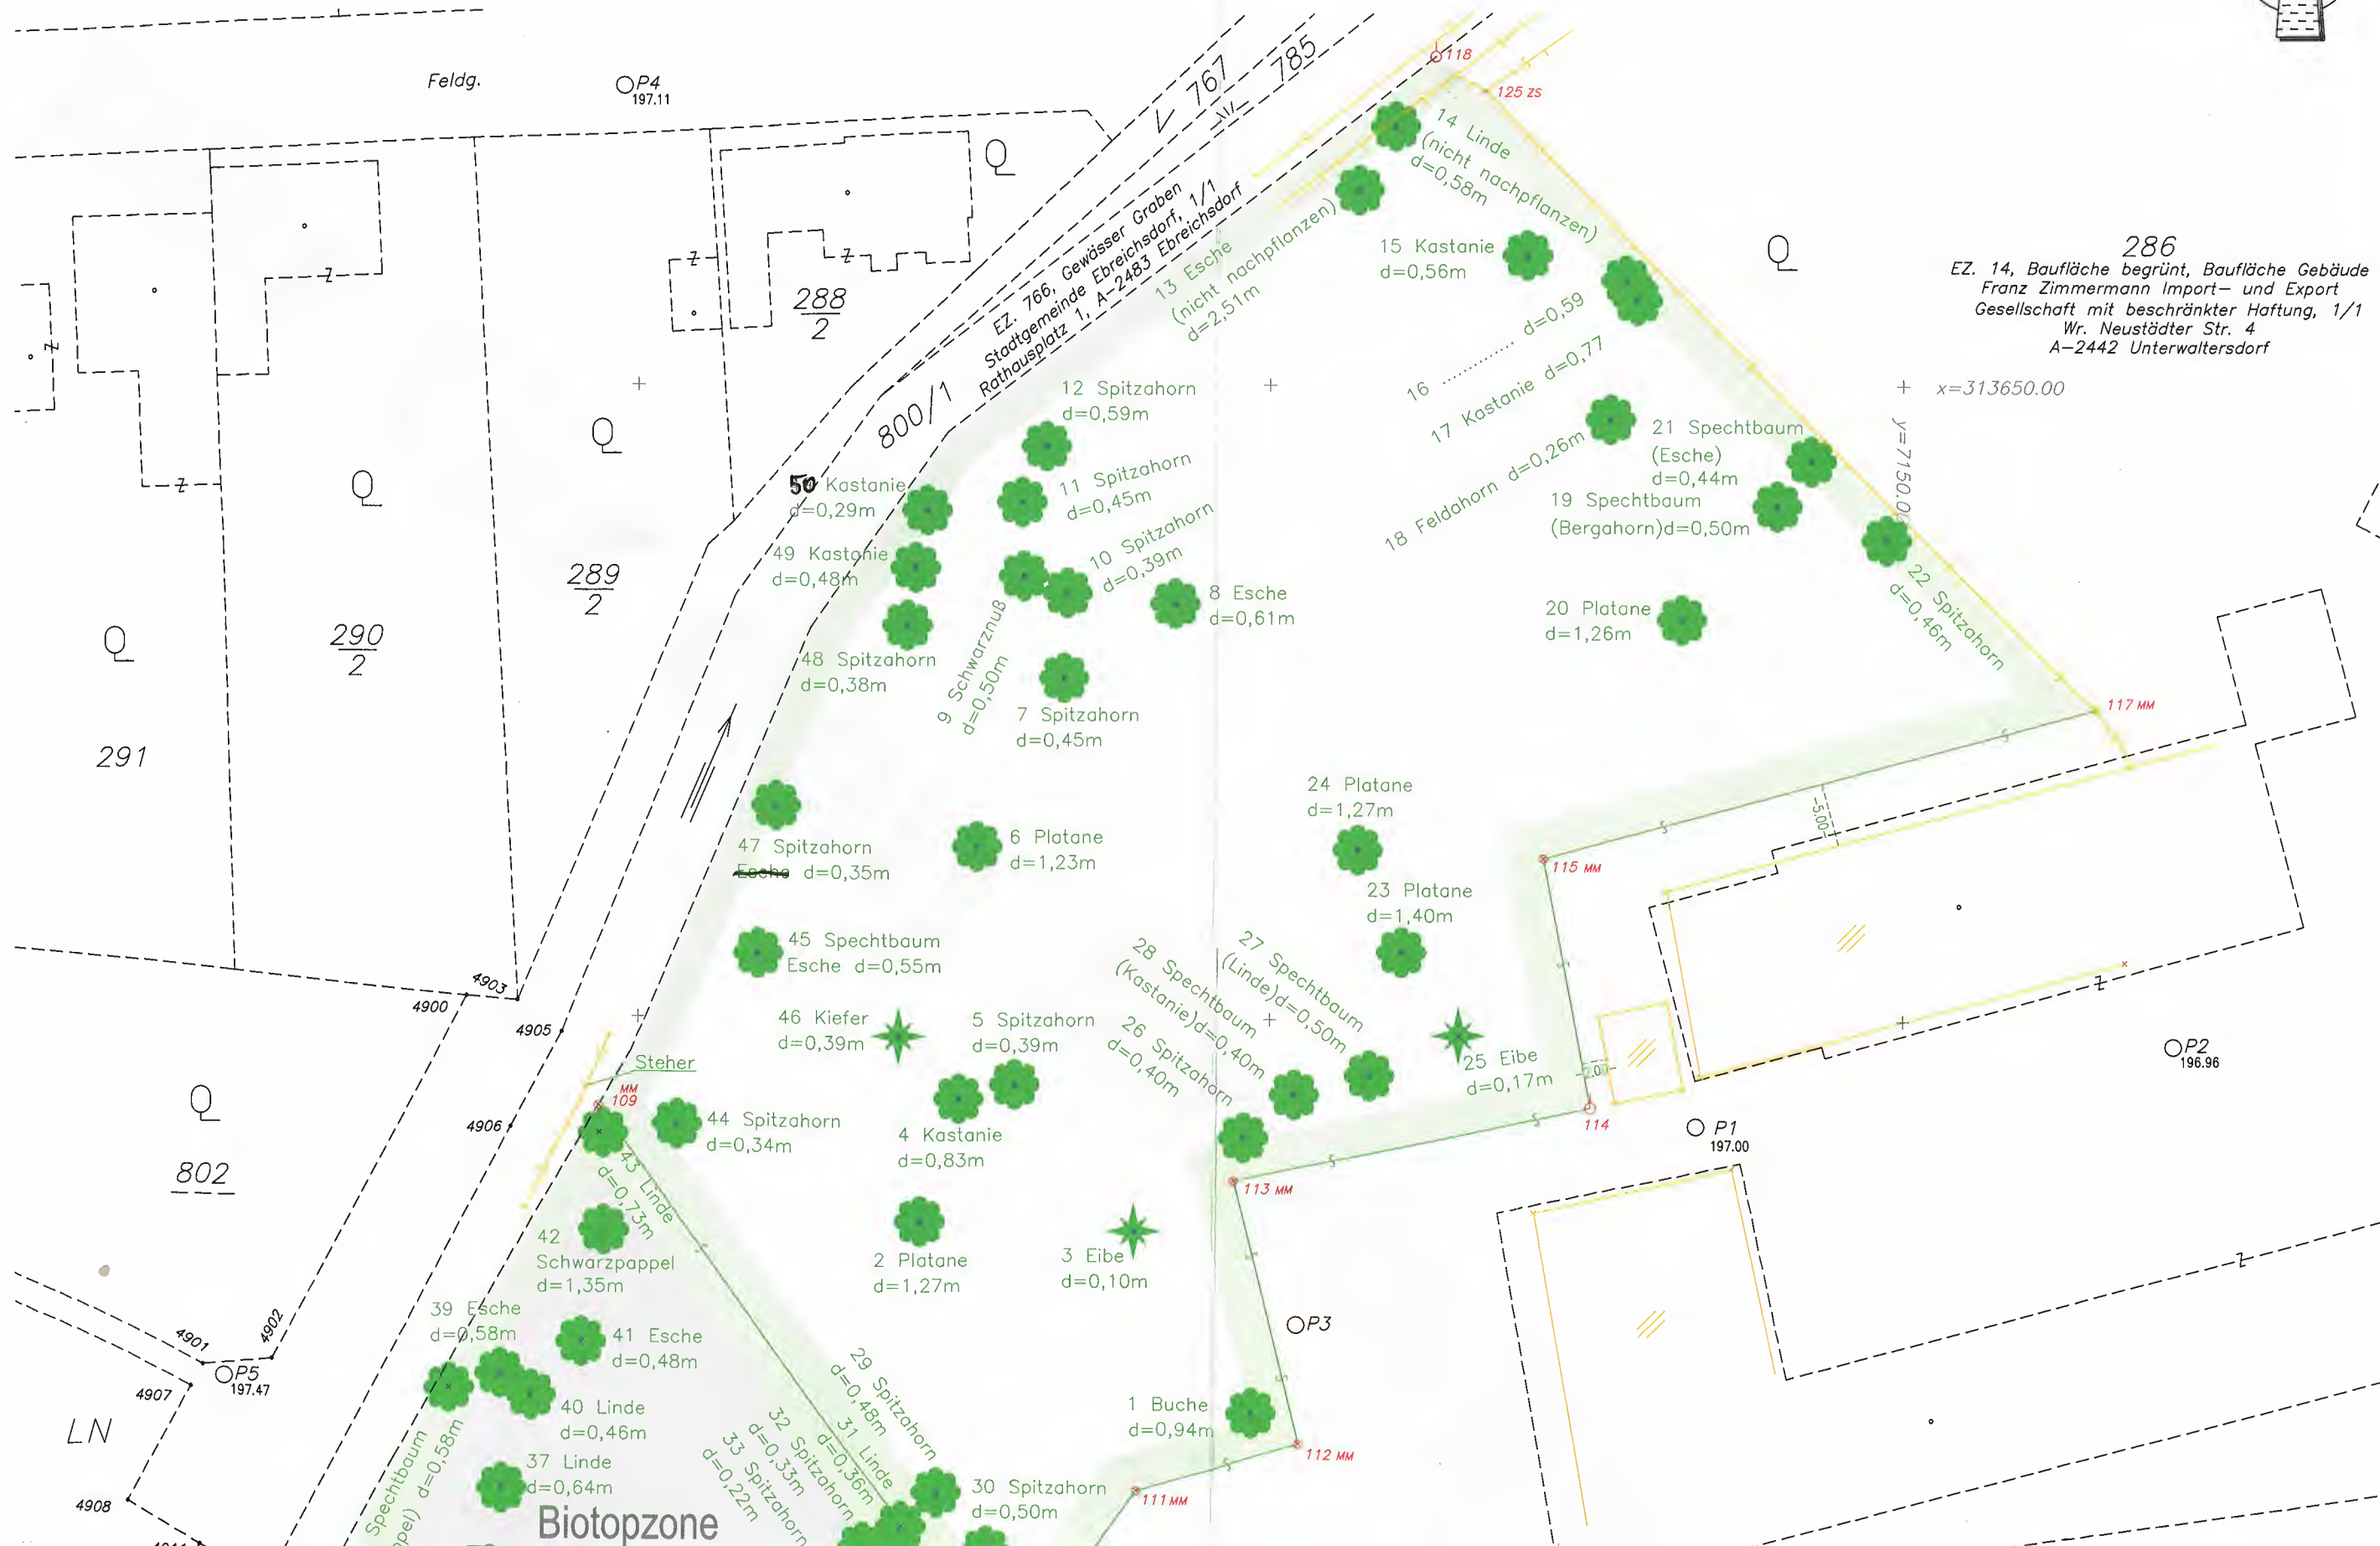 Feldg.
P4
197.11
767
785
118
125 ZS
14 Linde
(nicht nachpflanzen)
d=0,58m
13 Esche
(nicht nachpflanzen)
d=2,51m
15 Kastanie
d=0,56m
16 .............. d=0,59
17 Kastanie d=0,77
18 Feldahorn d=0,26m
286
EZ. 14, Baufläche begrünt, Baufläche Gebäude
Franz Zimmermann Import- und Export
Gesellschaft mit beschränkter Haftung, 1/1
Wr. Neustädter Str. 4
A-2442 Unterwaltersdorf
x=313650.00
y=7150.00
EZ. 766, Gewässer Graben
Stadtgemeinde Ebreichsdorf, 1/1
Rathausplatz 1, A-2483 Ebreichsdorf
800/1
288
2
289
2
290
2
291
12 Spitzahorn
d=0,59m
11 Spitzahorn
d=0,45m
10 Spitzahorn
d=0,39m
50 Kastanie
d=0,29m
49 Kastanie
d=0,48m
48 Spitzahorn
d=0,38m
9 Schwarznuß
d=0,50m
8 Esche
d=0,61m
7 Spitzahorn
d=0,45m
21 Spechtbaum
(Esche)
d=0,44m
19 Spechtbaum
(Bergahorn)d=0,50m
20 Platane
d=1,26m
22 Spitzahorn
d=0,46m
117 MM
24 Platane
d=1,27m
23 Platane
d=1,40m
115 MM
5.00
47 Spitzahorn
Esche d=0,35m
6 Platane
d=1,23m
45 Spechtbaum
Esche d=0,55m
46 Kiefer
d=0,39m
5 Spitzahorn
d=0,39m
28 Spechtbaum
(Kastanie)d=0,40m
27 Spechtbaum
(Linde)d=0,50m
26 Spitzahorn
d=0,40m
25 Eibe
d=0,17m
2.00
114
P2
196.96
P1
197.00
4900
4903
4905
4906
Steher
MM
109
44 Spitzahorn
d=0,34m
43 Linde
d=0,73m
4 Kastanie
d=0,83m
113 MM
802
42
Schwarzpappel
d=1,35m
2 Platane
d=1,27m
3 Eibe
d=0,10m
P3
4901
4902
P5
197.47
4907
LN
4908
39 Esche
d=0,58m
41 Esche
d=0,48m
40 Linde
d=0,46m
37 Linde
d=0,64m
Spechtbaum
d=0,58m
Biotopzone
29 Spitzahorn
d=0,48m
31 Linde
d=0,36m
32 Spitzahorn
d=0,33m
33 Spitzahorn
d=0,22m
30 Spitzahorn
d=0,50m
1 Buche
d=0,94m
112 MM
111 MM